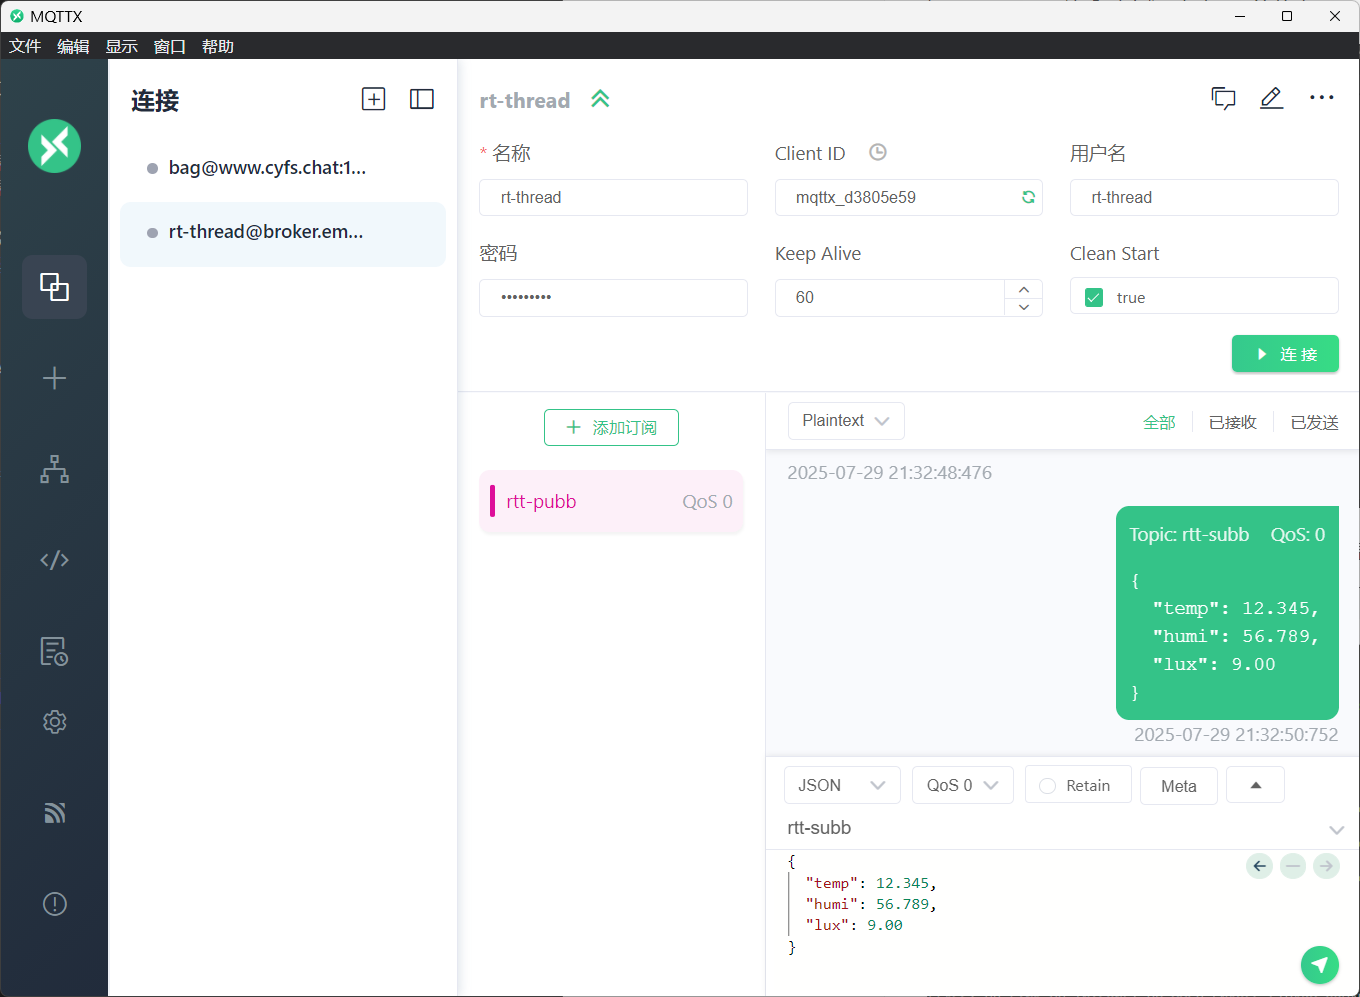 MQTTX
文件 编辑 显示 窗口 帮助
连接
bag@www.cyfs.chat:1...
rt-thread@broker.em...
rt-thread
* 名称
Client ID
用户名
rt-thread
mqttx_d3805e59
rt-thread
密码
Keep Alive
Clean Start
•••••••••
60
true
连接
添加订阅
rtt-pubb QoS 0
Plaintext
全部 已接收 已发送
2025-07-29 21:32:48:476
Topic: rtt-subb QoS: 0
{
"temp": 12.345,
"humi": 56.789,
"lux": 9.00
}
2025-07-29 21:32:50:752
JSON QoS 0 Retain Meta
rtt-subb
{
"temp": 12.345,
"humi": 56.789,
"lux": 9.00
}